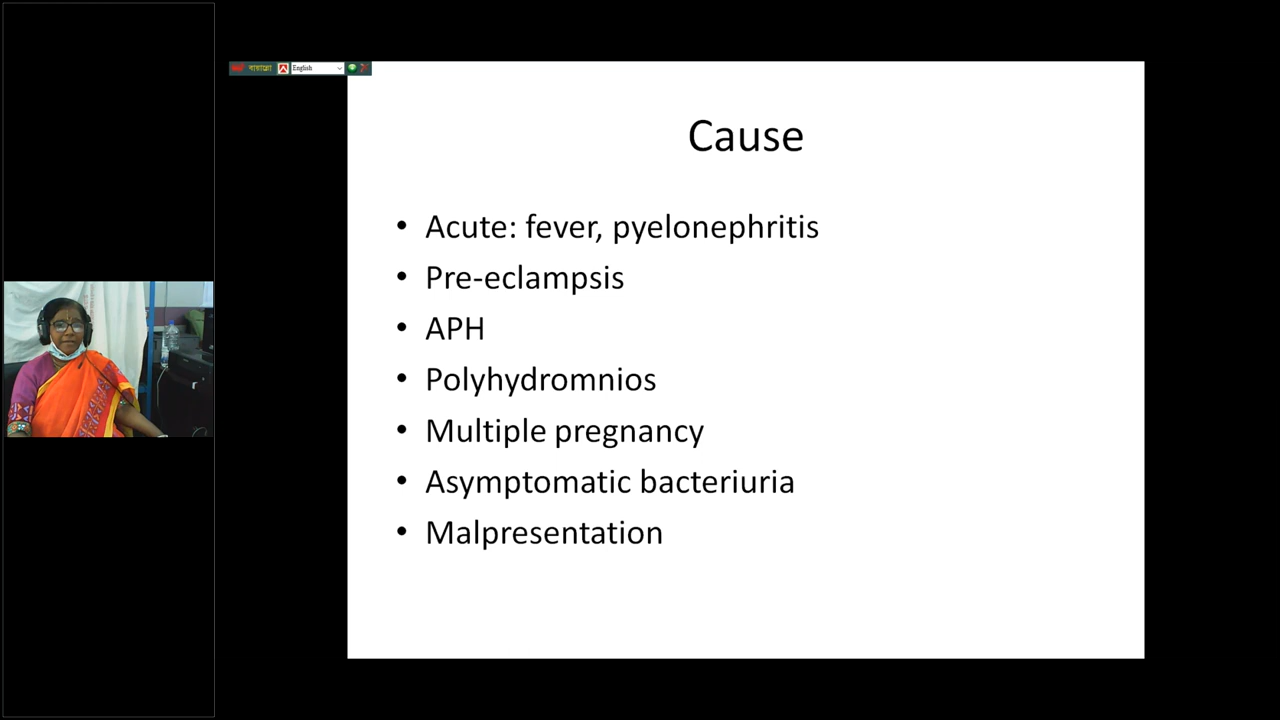 বাংলা English
Cause
• Acute: fever, pyelonephritis
• Pre-eclampsis
• APH
• Polyhydromnios
• Multiple pregnancy
• Asymptomatic bacteriuria
• Malpresentation